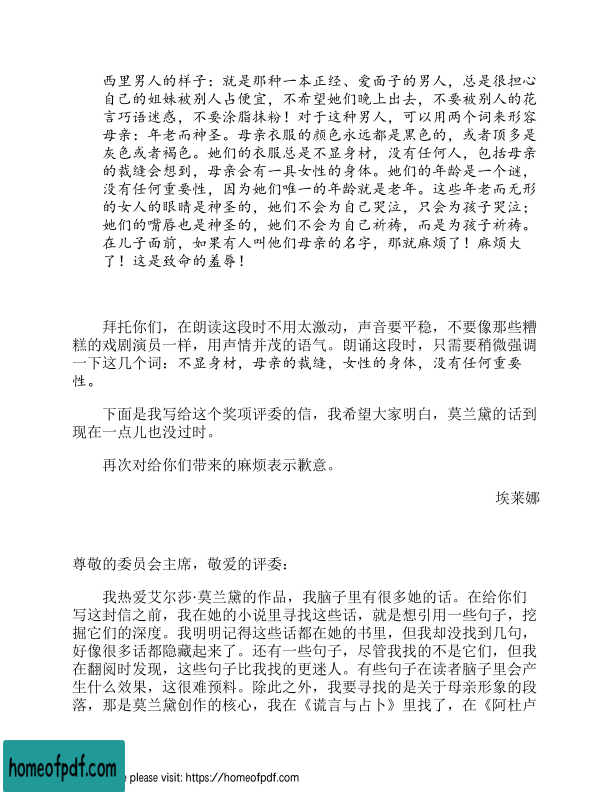 西里男人的样子：就是那种一本正经、爱面子的男人，总是很担心
自己的姐妹被别人占便宜，不希望她们晚上出去，不要被别人的花
言巧语迷惑，不要涂脂抹粉！对于这种男人，可以用两个词来形容
母亲：年老而神圣。母亲衣服的颜色永远都是黑色的，或者顶多是
灰色或者褐色。她们的衣服总是不显身材，没有任何人，包括母亲
的裁缝会想到，母亲会有一具女性的身体。她们的年龄是一个谜，
没有任何重要性，因为她们唯一的年龄就是老年。这些年老而无形
的女人的眼睛是神圣的，她们不会为自己哭泣，只会为孩子哭泣；
她们的嘴唇也是神圣的，她们不会为自己祈祷，而是为孩子祈祷。
在儿子面前，如果有人叫他们母亲的名字，那就麻烦了！麻烦大
了！这是致命的羞辱！
拜托你们，在朗读这段时不用太激动，声音要平稳，不要像那些糟
糕的戏剧演员一样，用声情并茂的语气。朗诵这段时，只需要稍微强调
一下这几个词：不显身材，母亲的裁缝，女性的身体，没有任何重要
性。
下面是我写给这个奖项评委的信，我希望大家明白，莫兰黛的话到
现在一点儿也没过时。
再次对给你们带来的麻烦表示歉意。
埃莱娜
尊敬的委员会主席，敬爱的评委：
我热爱艾尔莎·莫兰黛的作品，我脑子里有很多她的话。在给你们
写这封信之前，我在她的小说里寻找这些话，就是想引用一些句子，挖
掘它们的深度。我明明记得这些话都在她的书里，但我却没找到几句，
好像很多话都隐藏起来了。还有一些句子，尽管我找的不是它们，但我
在翻阅时发现，这些句子比我找的更迷人。有些句子在读者脑子里会产
生什么效果，这很难预料。除此之外，我要寻找的是关于母亲形象的段
落，那是莫兰黛创作的核心，我在《谎言与占卜》里找了，在《阿杜卢
homeofpdf.com
please visit: https://homeofpdf.com